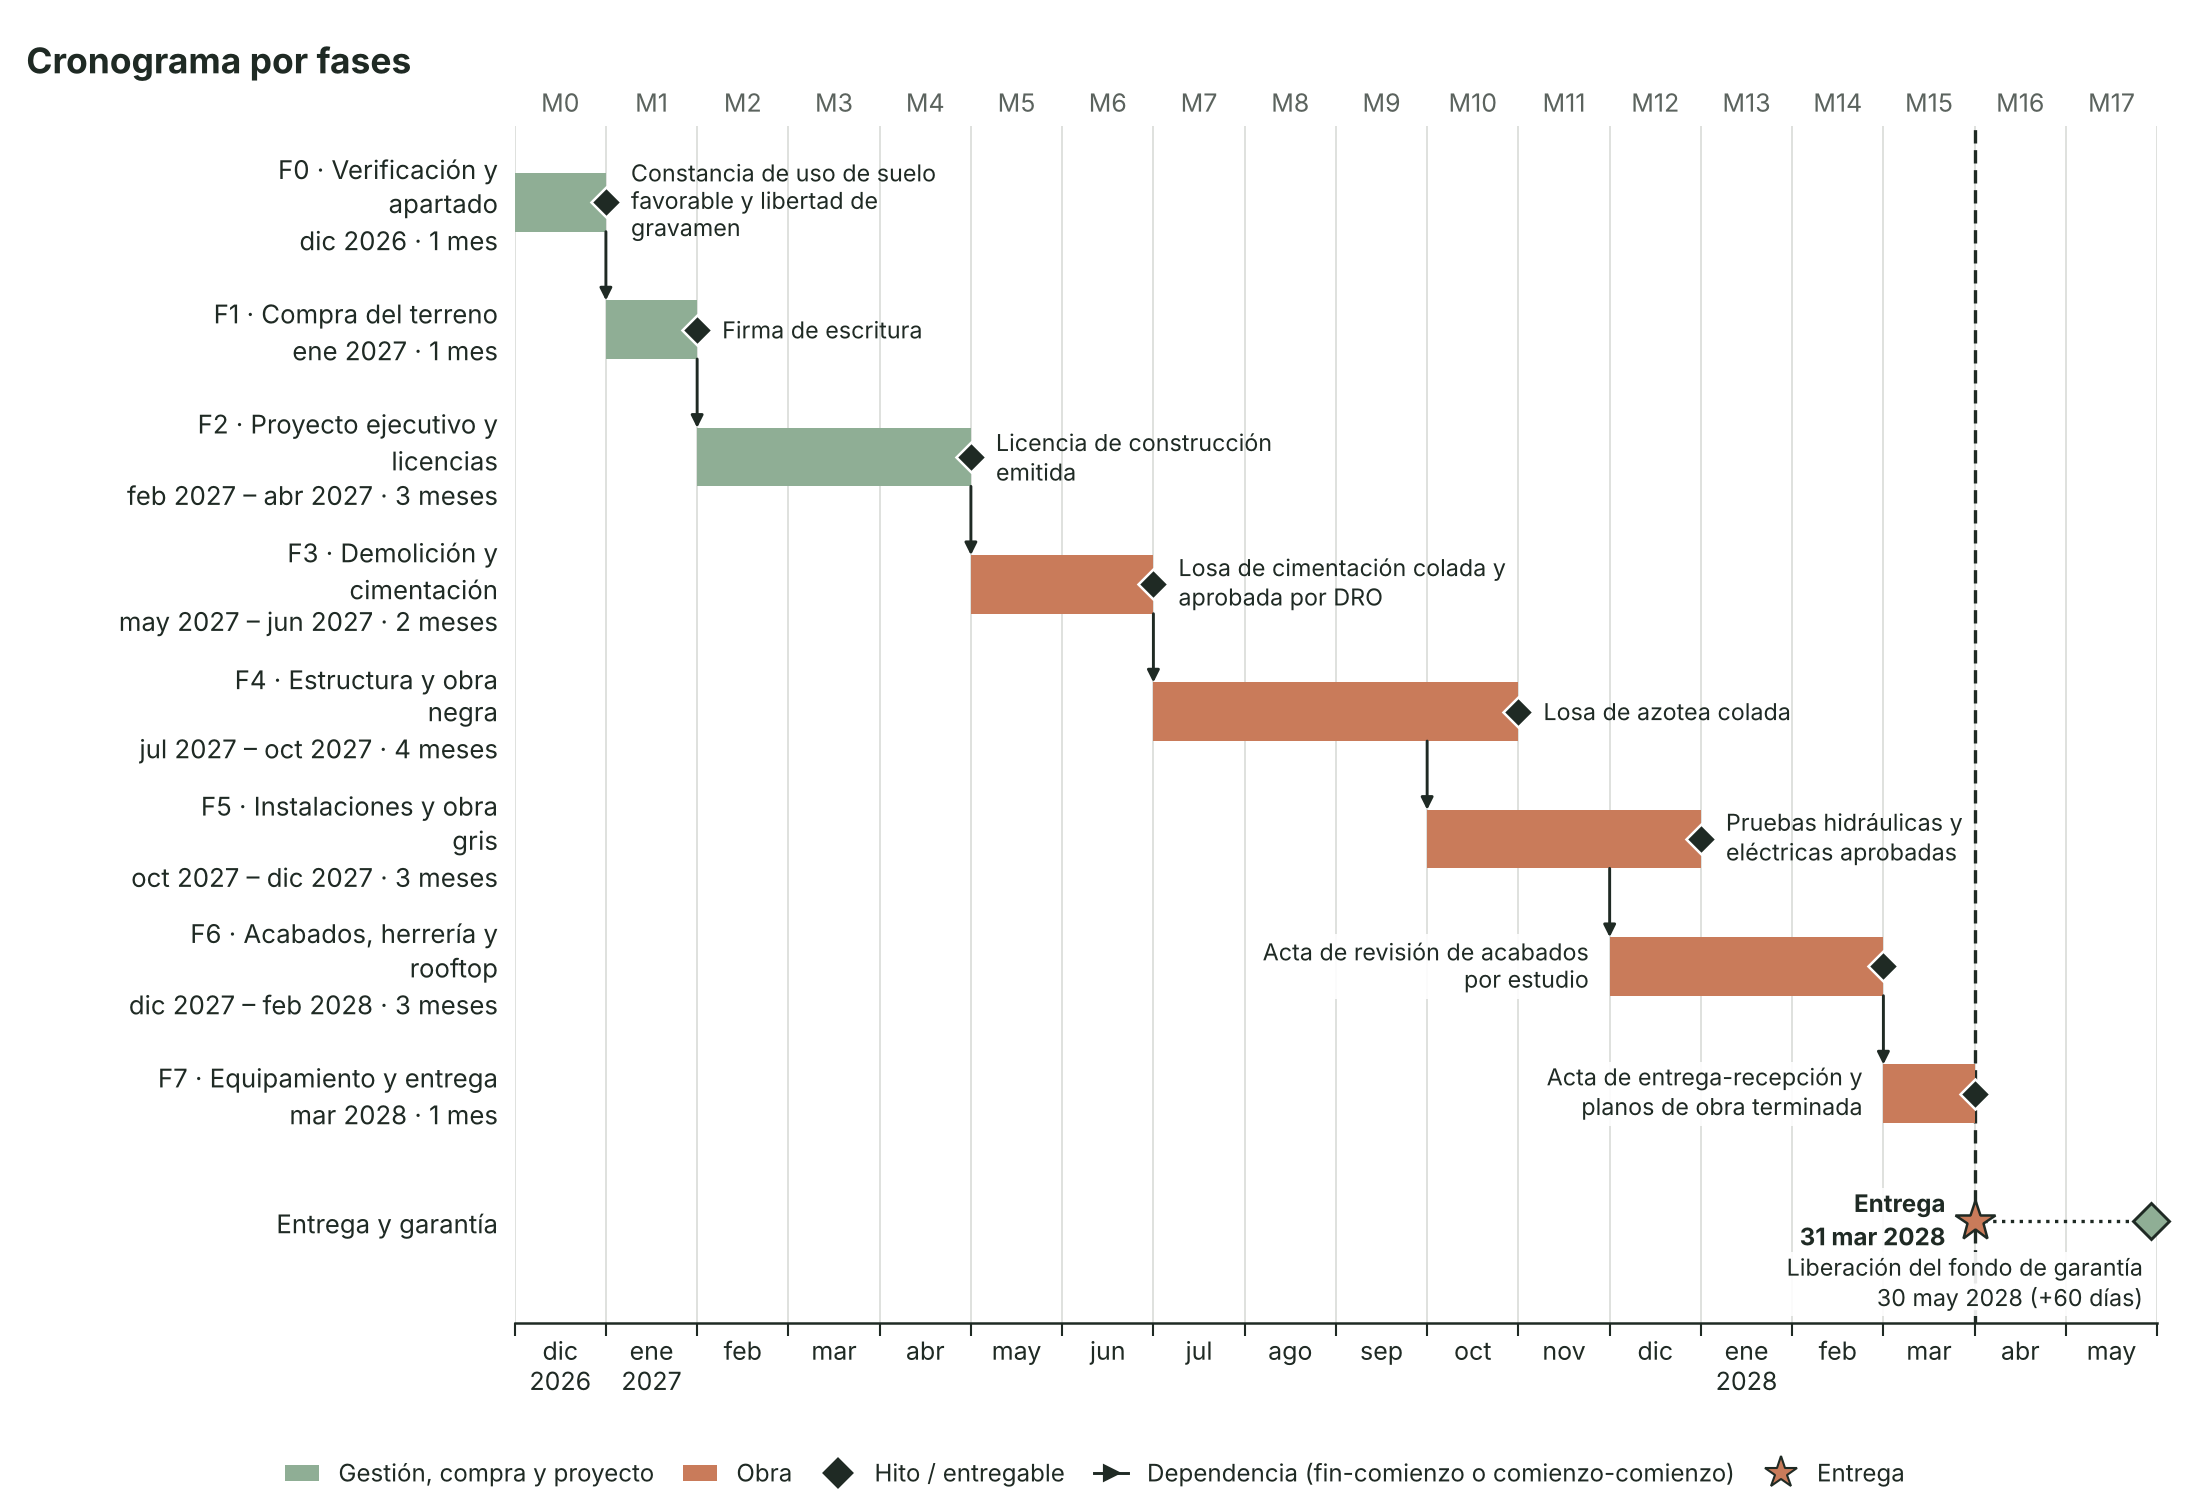 Cronograma por fases
M0 M1 M2 M3 M4 M5 M6 M7 M8 M9 M10 M11 M12 M13 M14 M15 M16 M17
F0 · Verificación y
apartado
dic 2026 · 1 mes
Constancia de uso de suelo
favorable y libertad de
gravamen
F1 · Compra del terreno
ene 2027 · 1 mes
Firma de escritura
F2 · Proyecto ejecutivo y
licencias
feb 2027 – abr 2027 · 3 meses
Licencia de construcción
emitida
F3 · Demolición y
cimentación
may 2027 – jun 2027 · 2 meses
Losa de cimentación colada y
aprobada por DRO
F4 · Estructura y obra
negra
jul 2027 – oct 2027 · 4 meses
Losa de azotea colada
F5 · Instalaciones y obra
gris
oct 2027 – dic 2027 · 3 meses
Pruebas hidráulicas y
eléctricas aprobadas
F6 · Acabados, herrería y
rooftop
dic 2027 – feb 2028 · 3 meses
Acta de revisión de acabados
por estudio
F7 · Equipamiento y entrega
mar 2028 · 1 mes
Acta de entrega-recepción y
planos de obra terminada
Entrega y garantía
Entrega
31 mar 2028
Liberación del fondo de garantía
30 may 2028 (+60 días)
dic ene feb mar abr may jun jul ago sep oct nov dic ene feb mar abr may
2026 2027 2028
Gestión, compra y proyecto Obra Hito / entregable Dependencia (fin-comienzo o comienzo-comienzo) Entrega